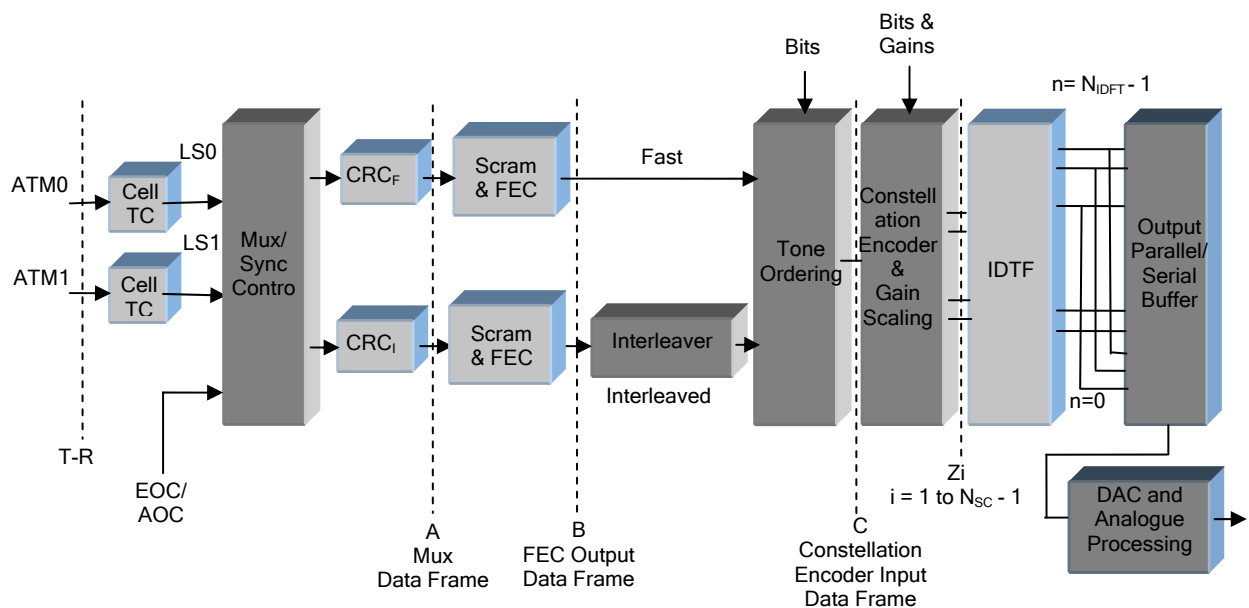 Bits
Bits &
Gains
n= N_IDFT - 1
ATM0
Cell
TC
LS0
ATM1
Cell
TC
LS1
Mux/
Sync
Contro
CRC_F
Scram
& FEC
Fast
CRC_I
Scram
& FEC
Interleaver
Interleaved
Tone
Ordering
Constell
ation
Encoder
&
Gain
Scaling
IDTF
n=0
Output
Parallel/
Serial
Buffer
T-R
EOC/
AOC
Zi
i = 1 to N_SC - 1
DAC and
Analogue
Processing
A
Mux
Data Frame
B
FEC Output
Data Frame
C
Constellation
Encoder Input
Data Frame